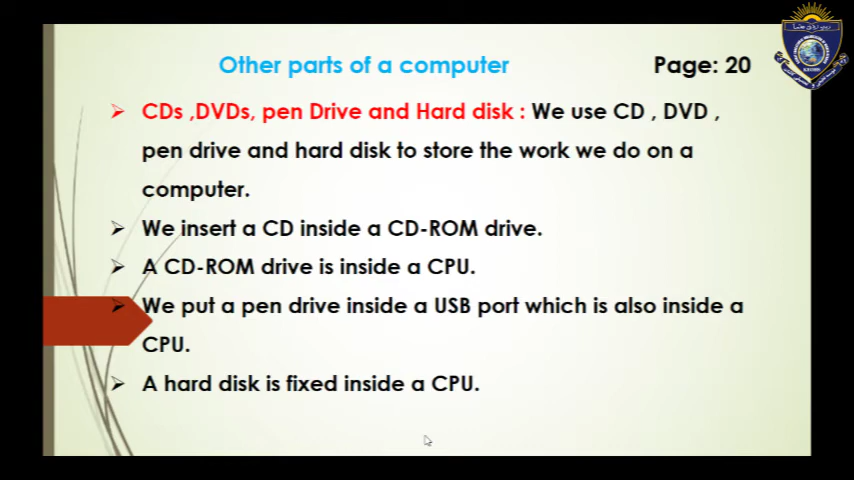 Other parts of a computer Page: 20
CDs ,DVDs, pen Drive and Hard disk : We use CD , DVD ,
pen drive and hard disk to store the work we do on a
computer.
We insert a CD inside a CD-ROM drive.
A CD-ROM drive is inside a CPU.
We put a pen drive inside a USB port which is also inside a
CPU.
A hard disk is fixed inside a CPU.